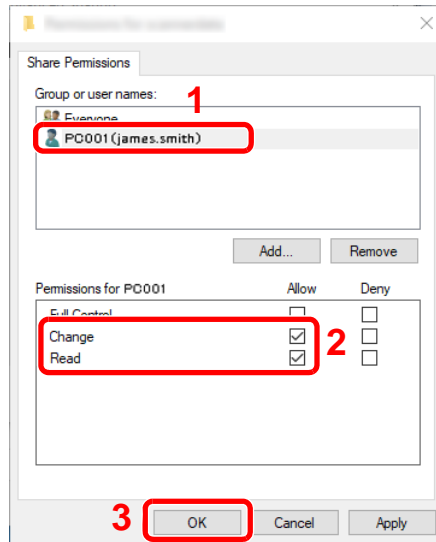 Share Permissions
Group or user names:
1
Everyone
PC001(james.smith)
Add... Remove
Permissions for PC001 Allow Deny
Full Control
Change
Read
2
3
OK Cancel Apply